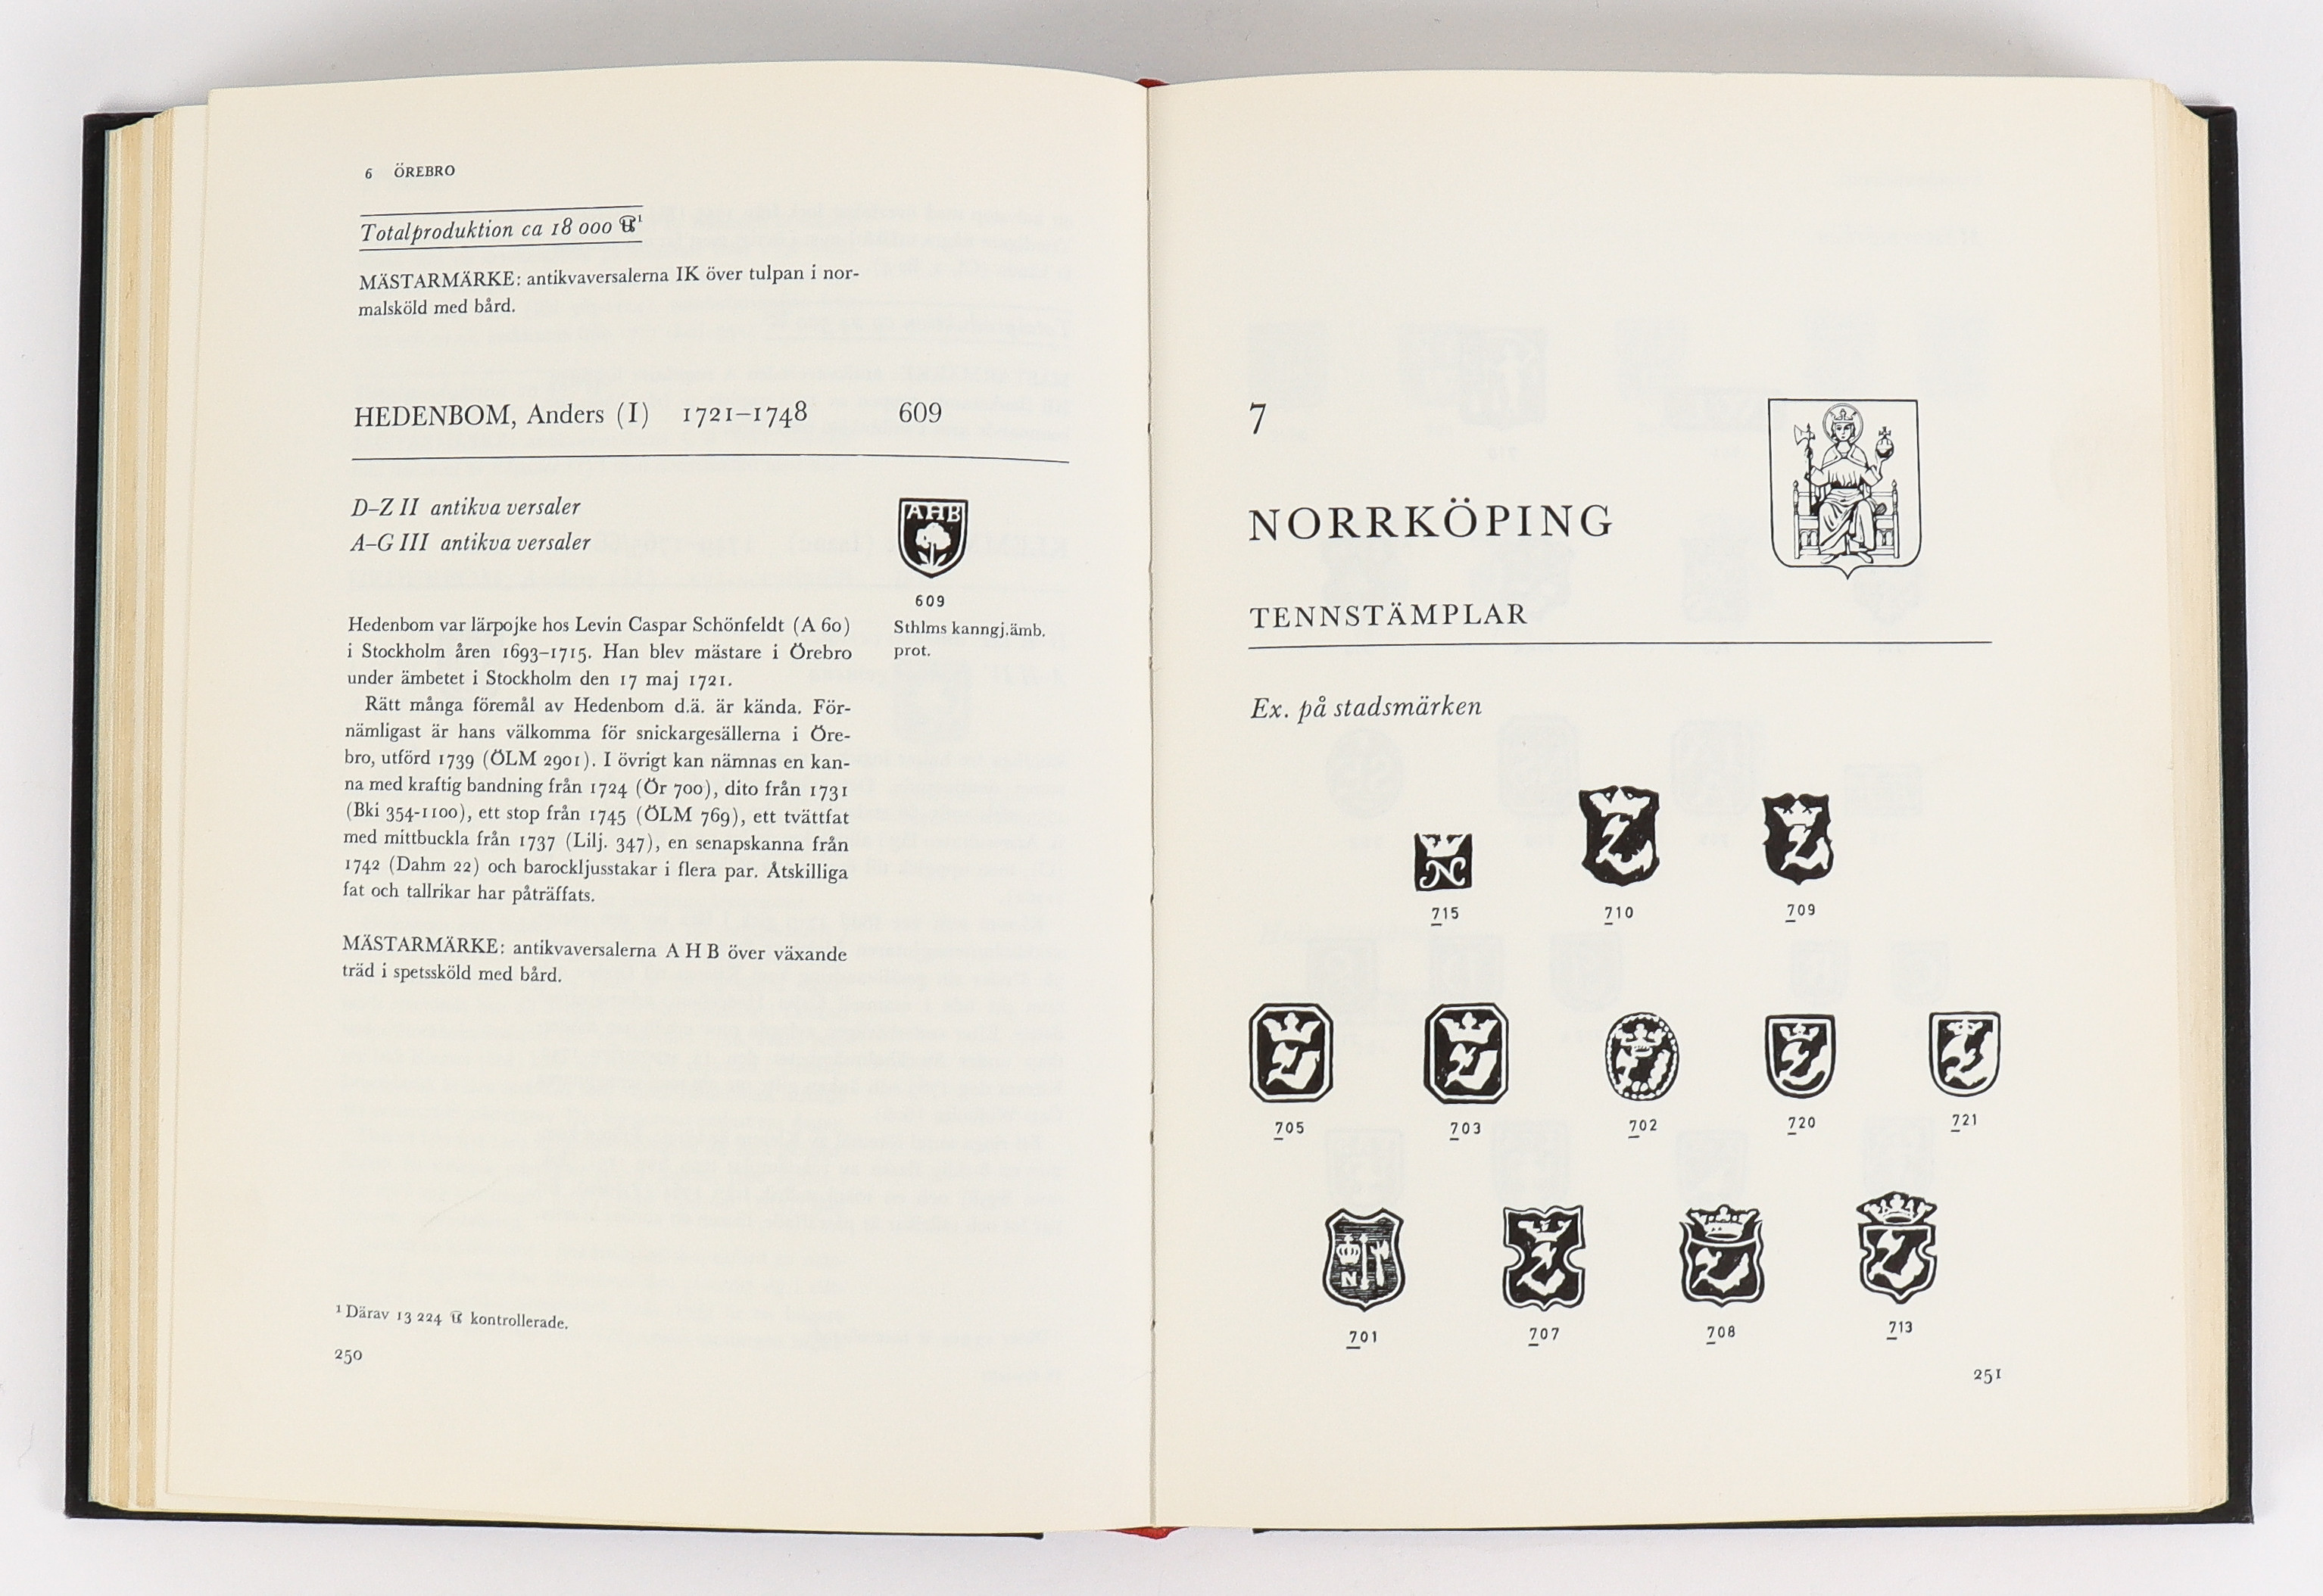 6 ÖREBRO
Totalproduktion ca 18 000 ℔¹
MÄSTARMÄRKE: antikvaversalerna IK över tulpan i nor-
malsköld med bård.
HEDENBOM, Anders (I) 1721–1748 609
D–Z II antikva versaler
A–G III antikva versaler
AHB
609
Sthlms kanngj.ämb.
prot.
Hedenbom var lärpojke hos Levin Caspar Schönfeldt (A 60)
i Stockholm åren 1693–1715. Han blev mästare i Örebro
under ämbetet i Stockholm den 17 maj 1721.
Rätt många föremål av Hedenbom d.ä. är kända. För-
nämligast är hans välkomma för snickargesällerna i Öre-
bro, utförd 1739 (ÖLM 2901). I övrigt kan nämnas en kan-
na med kraftig bandning från 1724 (Ör 700), dito från 1731
(Bki 354-1100), ett stop från 1745 (ÖLM 769), ett tvättfat
med mittbuckla från 1737 (Lilj. 347), en senapskanna från
1742 (Dahm 22) och barockljusstakar i flera par. Åtskilliga
fat och tallrikar har påträffats.
MÄSTARMÄRKE: antikvaversalerna A H B över växande
träd i spetssköld med bård.
¹ Därav 13 224 ℔ kontrollerade.
250
7
NORRKÖPING
TENNSTÄMPLAR
Ex. på stadsmärken
N
715 710 709
705 703 702 720 721
N
701 707 708 713
251